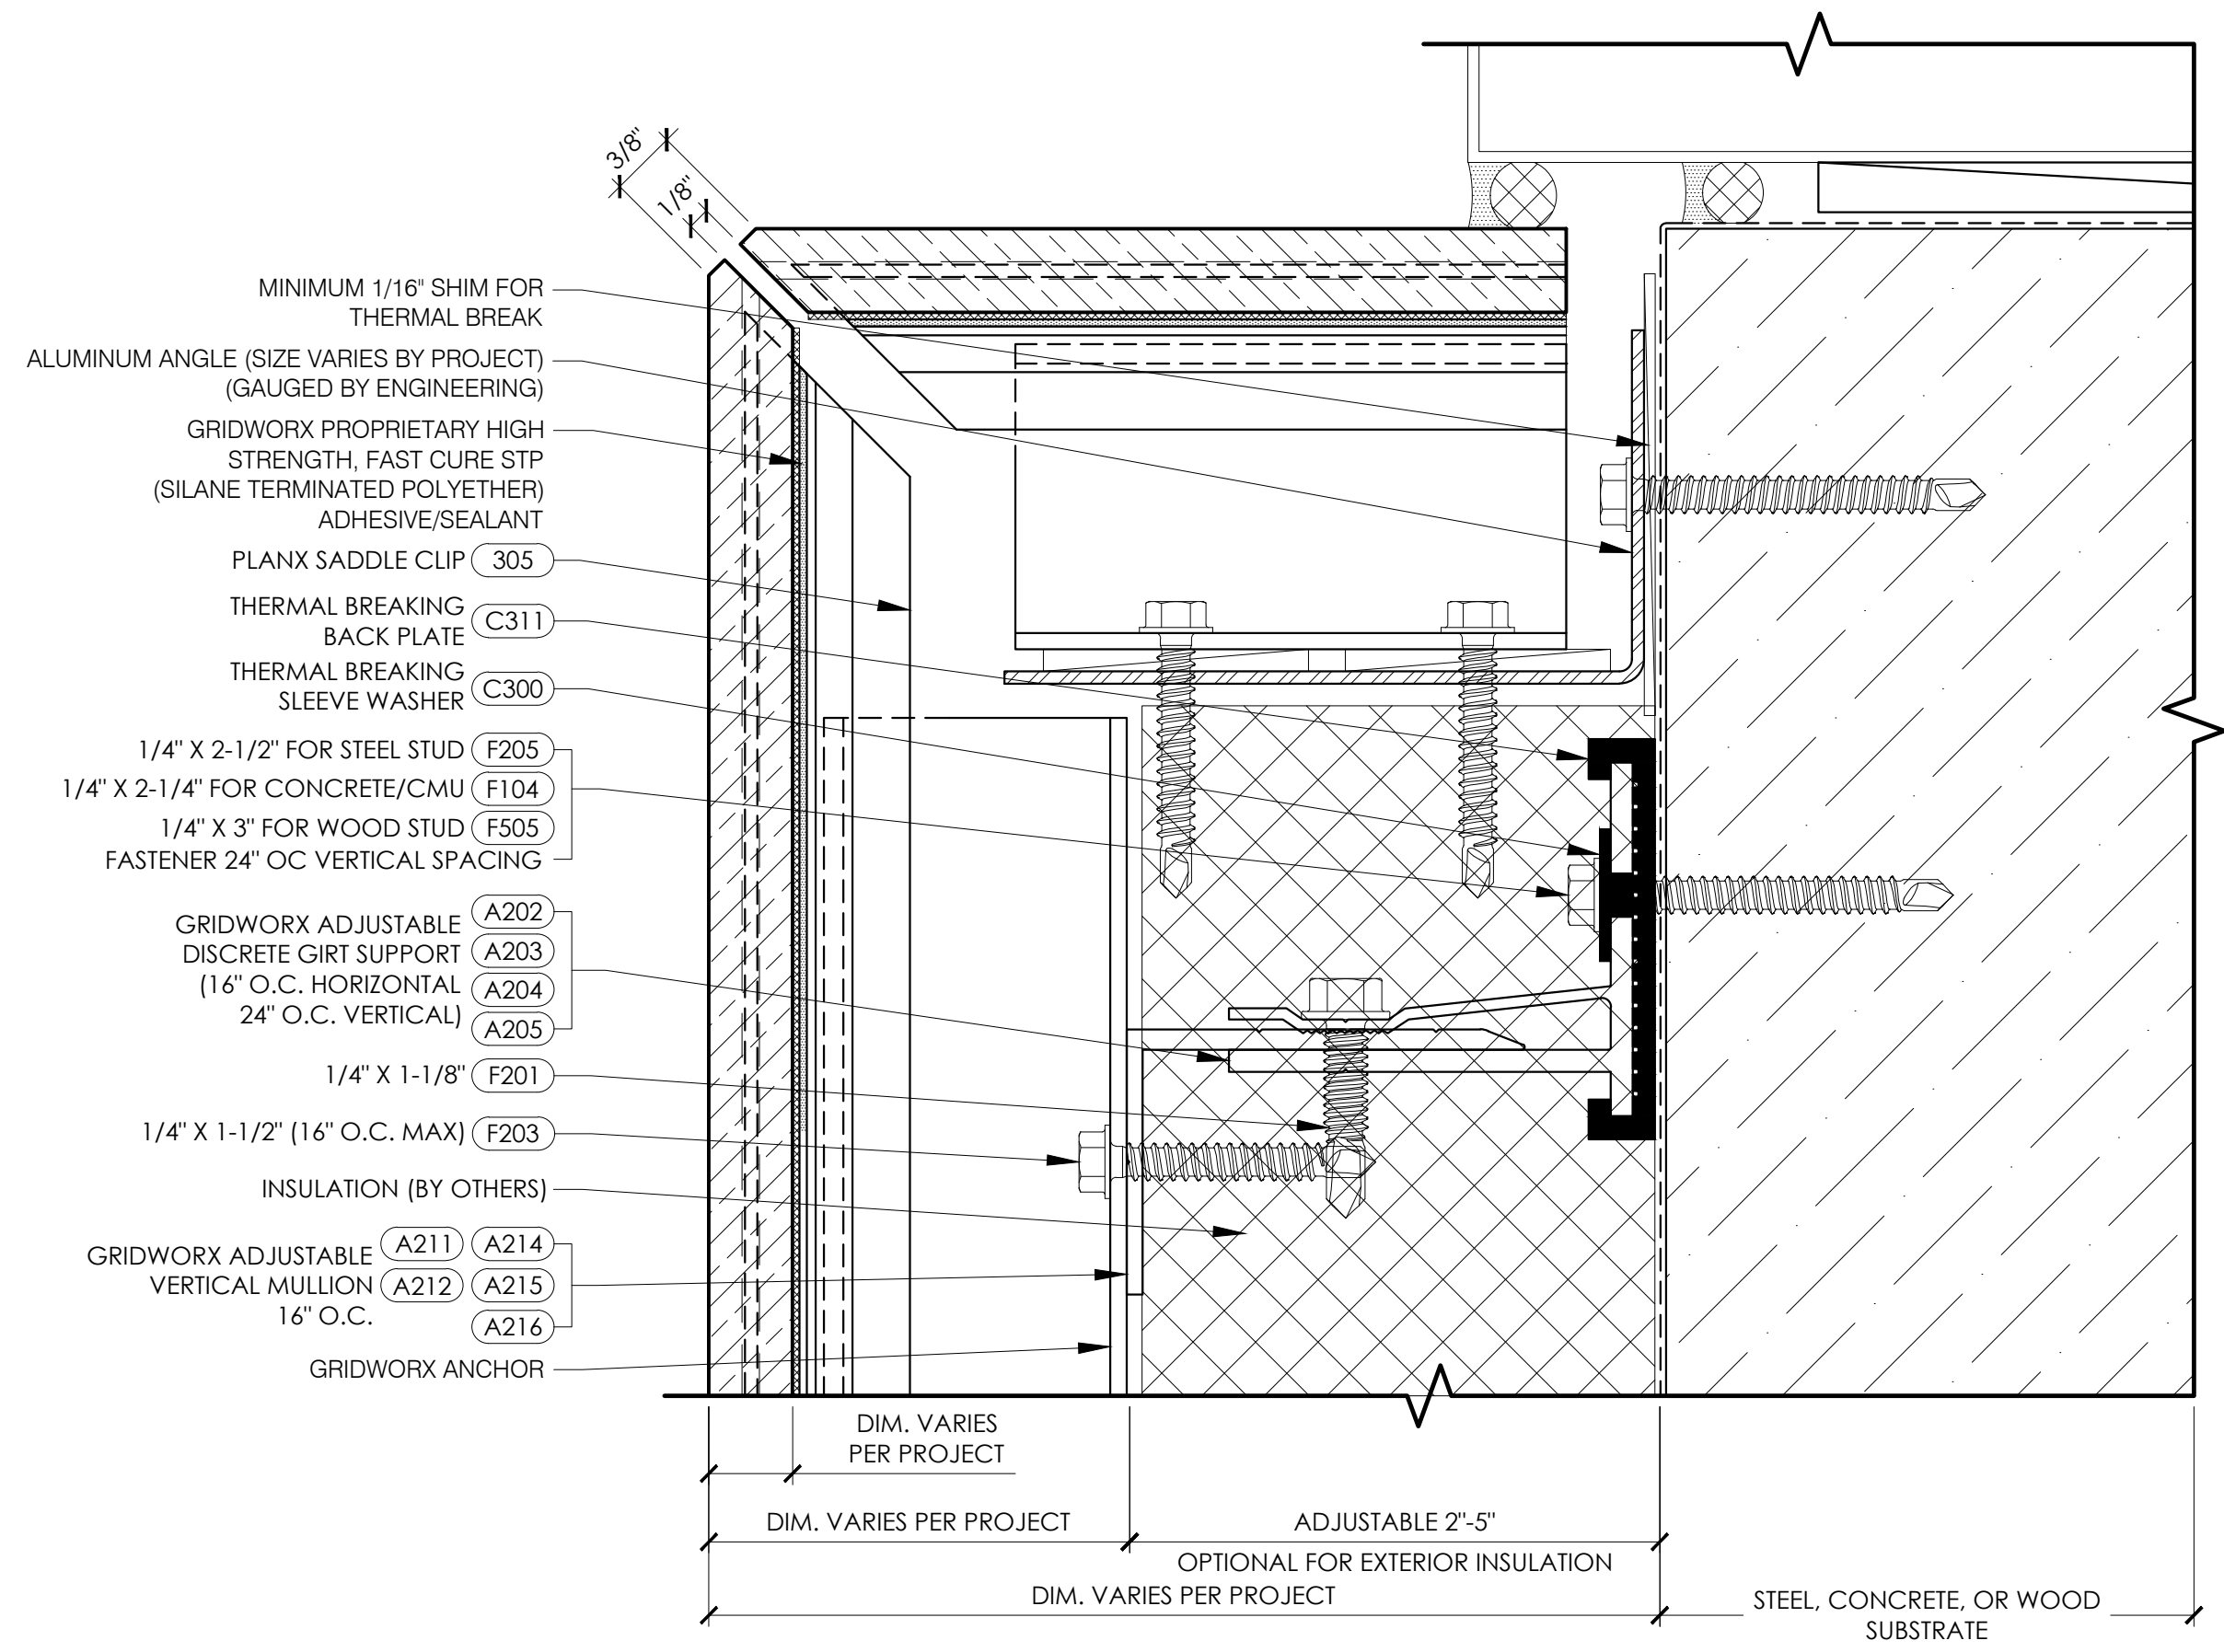 3/8"
1/8"
MINIMUM 1/16" SHIM FOR
THERMAL BREAK
ALUMINUM ANGLE (SIZE VARIES BY PROJECT)
(GAUGED BY ENGINEERING)
GRIDWORX PROPRIETARY HIGH
STRENGTH, FAST CURE STP
(SILANE TERMINATED POLYETHER)
ADHESIVE/SEALANT
PLANX SADDLE CLIP 305
THERMAL BREAKING
BACK PLATE C311
THERMAL BREAKING
SLEEVE WASHER C300
1/4" X 2-1/2" FOR STEEL STUD F205
1/4" X 2-1/4" FOR CONCRETE/CMU F104
1/4" X 3" FOR WOOD STUD F505
FASTENER 24" OC VERTICAL SPACING
GRIDWORX ADJUSTABLE A202
DISCRETE GIRT SUPPORT A203
(16" O.C. HORIZONTAL A204
24" O.C. VERTICAL) A205
1/4" X 1-1/8" F201
1/4" X 1-1/2" (16" O.C. MAX) F203
INSULATION (BY OTHERS)
GRIDWORX ADJUSTABLE A211 A214
VERTICAL MULLION A212 A215
16" O.C. A216
GRIDWORX ANCHOR
DIM. VARIES
PER PROJECT
DIM. VARIES PER PROJECT
ADJUSTABLE 2"-5"
OPTIONAL FOR EXTERIOR INSULATION
DIM. VARIES PER PROJECT
STEEL, CONCRETE, OR WOOD
SUBSTRATE